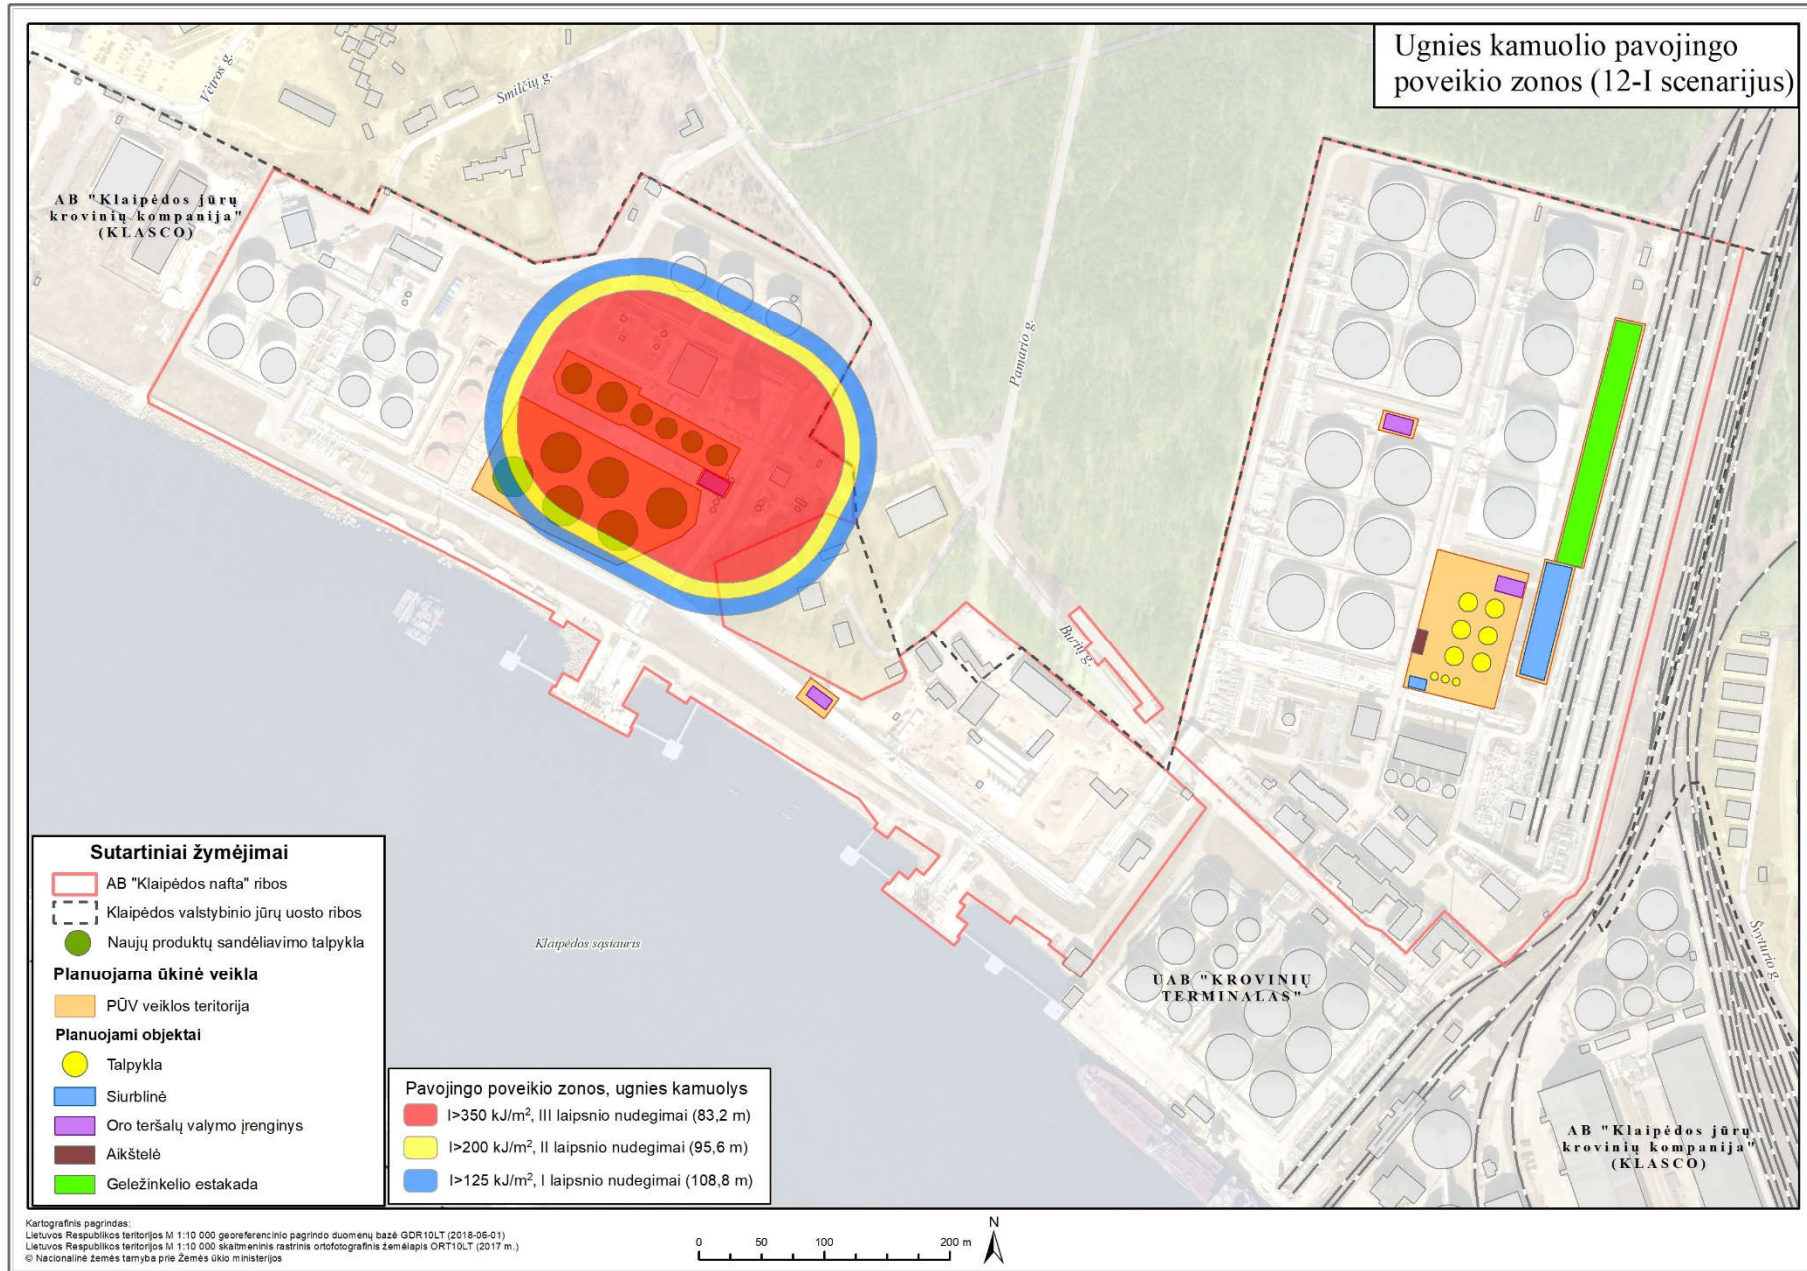 Ugnies kamuolio pavojingo
poveikio zonos (12-I scenarijus)
Vėtros g.
Smilčių g.
AB "Klaipėdos jūrų
krovinių kompanija"
(KLASCO)
Pamario g.
Burių g.
Klaipėdos sąsiauris
UAB "KROVINIŲ
TERMINALAS"
Švyturio g.
AB "Klaipėdos jūrų
krovinių kompanija"
(KLASCO)
Sutartiniai žymėjimai
AB "Klaipėdos nafta" ribos
Klaipėdos valstybinio jūrų uosto ribos
Naujų produktų sandėliavimo talpykla
Planuojama ūkinė veikla
PŪV veiklos teritorija
Planuojami objektai
Talpykla
Siurblinė
Oro teršalų valymo įrenginys
Aikštelė
Geležinkelio estakada
Pavojingo poveikio zonos, ugnies kamuolys
I>350 kJ/m², III laipsnio nudegimai (83,2 m)
I>200 kJ/m², II laipsnio nudegimai (95,6 m)
I>125 kJ/m², I laipsnio nudegimai (108,8 m)
Kartografinis pagrindas:
Lietuvos Respublikos teritorijos M 1:10 000 georeferencinio pagrindo duomenų bazė GDR10LT (2018-06-01)
Lietuvos Respublikos teritorijos M 1:10 000 skaitmeninis rastrinis ortofotografinis žemėlapis ORT10LT (2017 m.)
© Nacionalinė žemės tarnyba prie Žemės ūkio ministerijos
0 50 100 200 m
N